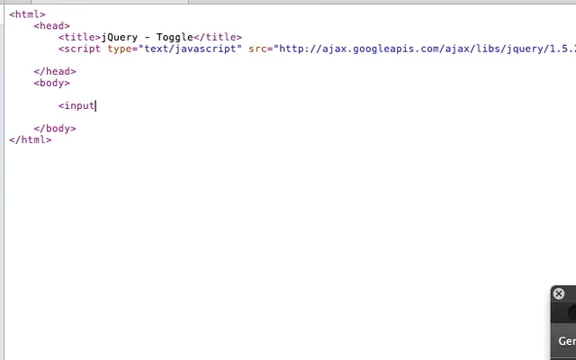 <html>
<head>
<title>jQuery - Toggle</title>
<script type="text/javascript" src="http://ajax.googleapis.com/ajax/libs/jquery/1.5.
</head>
<body>
<input
</body>
</html>
Ger